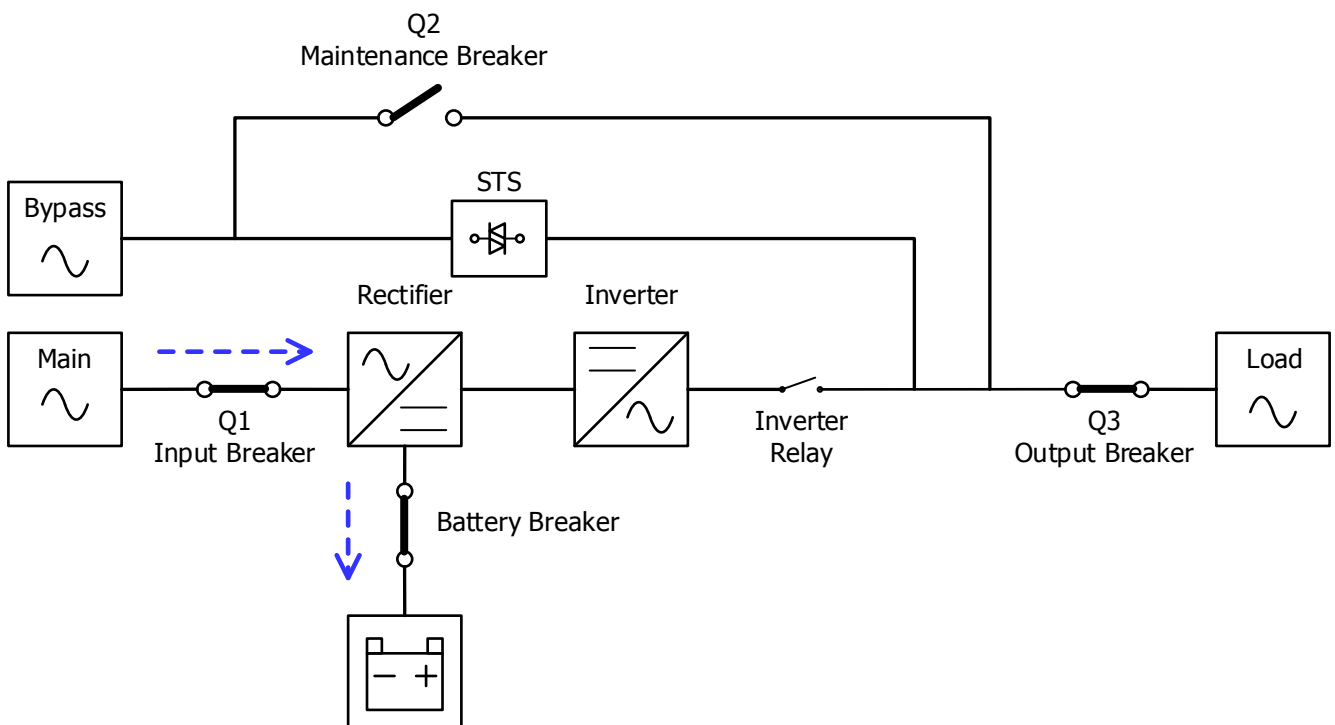 Q2
Maintenance Breaker
STS
Bypass
Rectifier
Inverter
Main
Load
Q1
Input Breaker
Inverter
Relay
Q3
Output Breaker
Battery Breaker